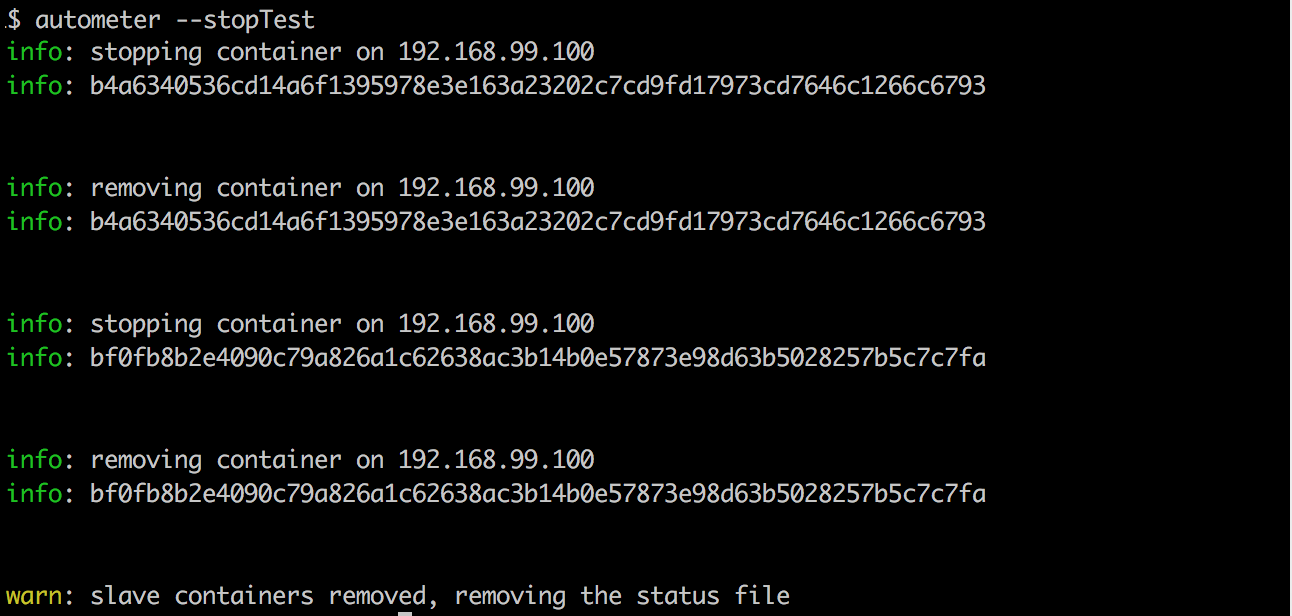 $ autometer --stopTest
info: stopping container on 192.168.99.100
info: b4a6340536cd14a6f1395978e3e163a23202c7cd9fd17973cd7646c1266c6793
info: removing container on 192.168.99.100
info: b4a6340536cd14a6f1395978e3e163a23202c7cd9fd17973cd7646c1266c6793
info: stopping container on 192.168.99.100
info: bf0fb8b2e4090c79a826a1c62638ac3b14b0e57873e98d63b5028257b5c7c7fa
info: removing container on 192.168.99.100
info: bf0fb8b2e4090c79a826a1c62638ac3b14b0e57873e98d63b5028257b5c7c7fa
warn: slave containers removed, removing the status file